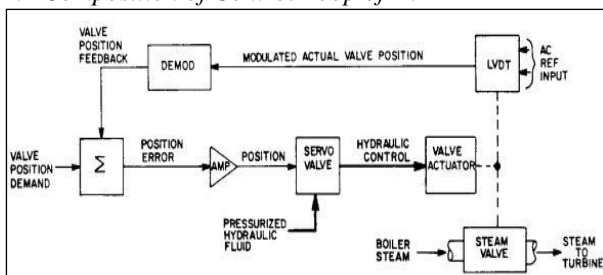 VALVE
POSITION
FEEDBACK
DEMOD
MODULATED ACTUAL VALVE POSITION
LVDT
AC
REF
INPUT
VALVE
POSITION
DEMAND
Σ
POSITION
ERROR
AMP
POSITION
SERVO
VALVE
HYDRAULIC
CONTROL
VALVE
ACTUATOR
PRESSURIZED
HYDRAULIC
FLUID
BOILER
STEAM
STEAM
VALVE
STEAM
TO
TURBINE